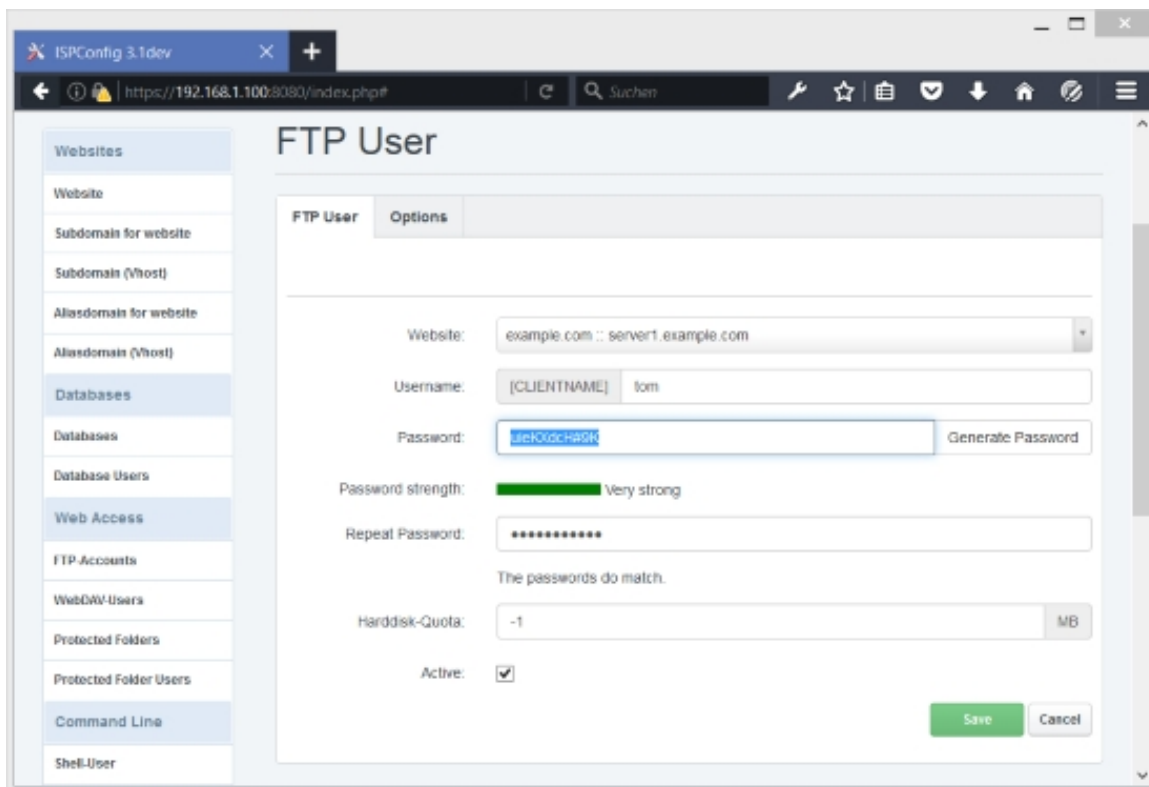 ISPConfig 3.1dev
https://192.168.1.100:8080/index.php#
Suchen
Websites
Website
Subdomain for website
Subdomain (Vhost)
Aliasdomain for website
Aliasdomain (Vhost)
Databases
Databases
Database Users
Web Access
FTP-Accounts
WebDAV-Users
Protected Folders
Protected Folder Users
Command Line
Shell-User
FTP User
FTP User Options
Website: example.com :: server1.example.com
Username: [CLIENTNAME] tom
Password: Generate Password
Password strength: Very strong
Repeat Password: •••••••••••
The passwords do match.
Harddisk-Quota: -1 MB
Active:
Save Cancel